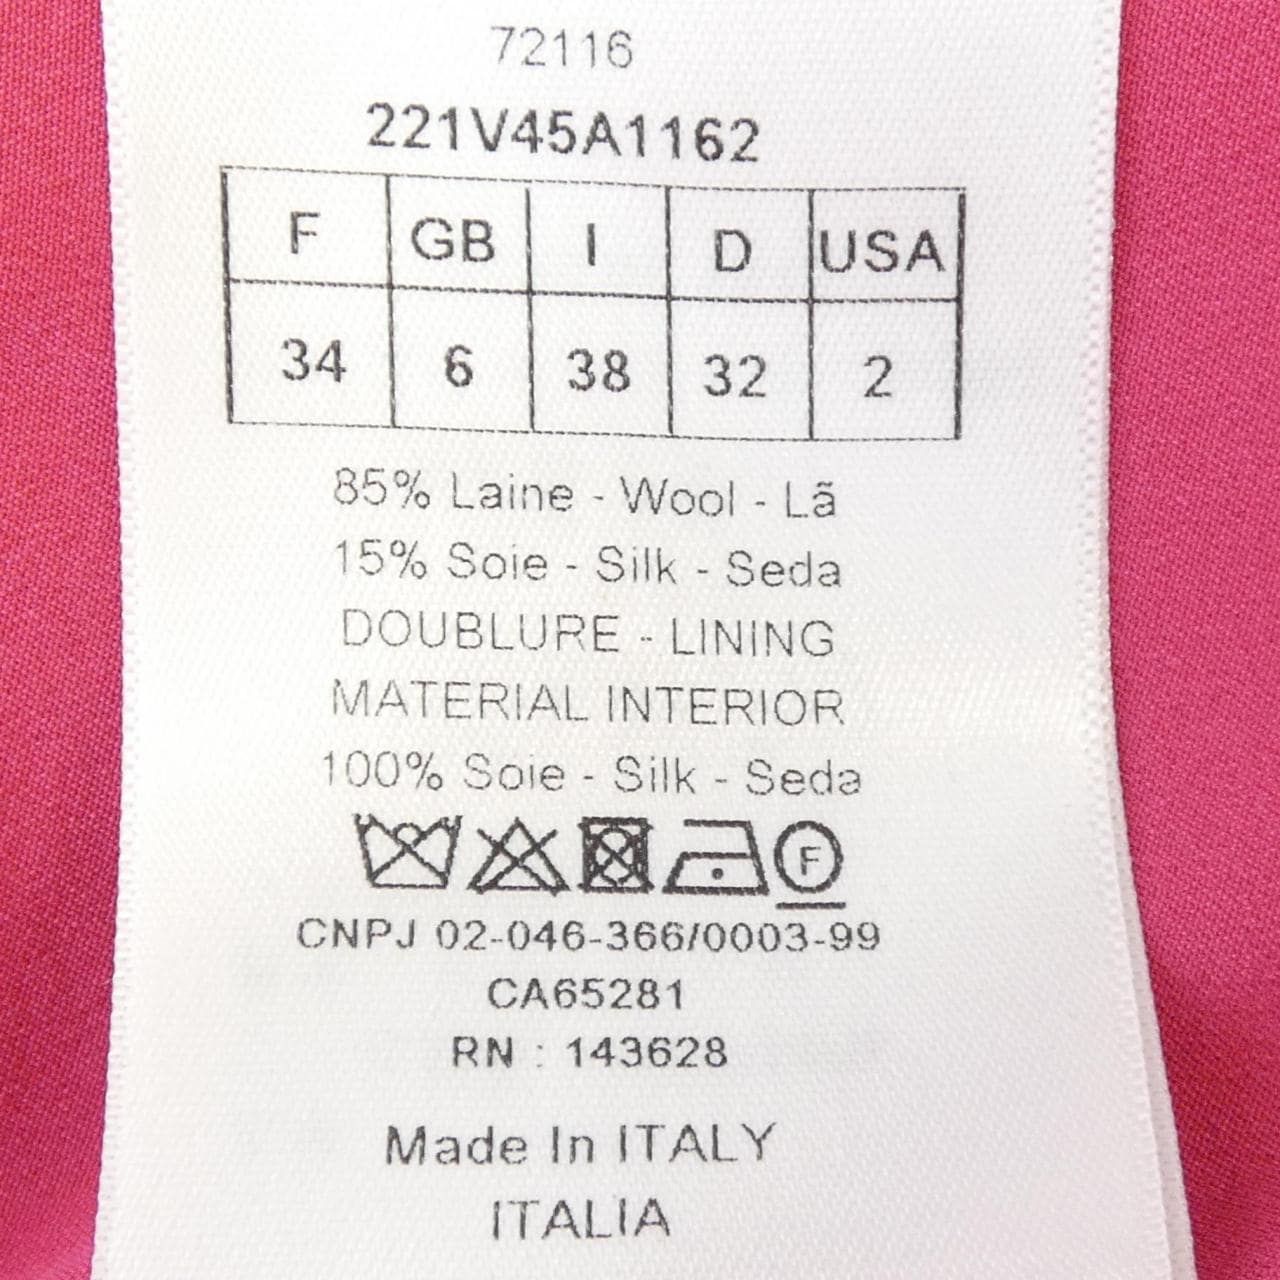 72116
221V45A1162
F GB I D USA
34 6 38 32 2
85% Laine - Wool - Lã
15% Soie - Silk - Seda
DOUBLURE - LINING
MATERIAL INTERIOR
100% Soie - Silk - Seda
F
CNPJ 02-046-366/0003-99
CA65281
RN : 143628
Made In ITALY
ITALIA